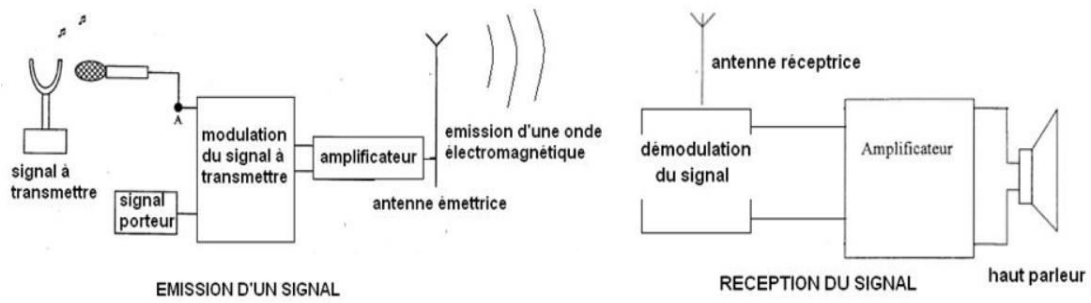 signal à
transmettre
A
signal
porteur
modulation
du signal à
transmettre
amplificateur
emission d'une onde
électromagnétique
antenne émettrice
EMISSION D'UN SIGNAL
antenne réceptrice
démodulation
du signal
Amplificateur
haut parleur
RECEPTION DU SIGNAL